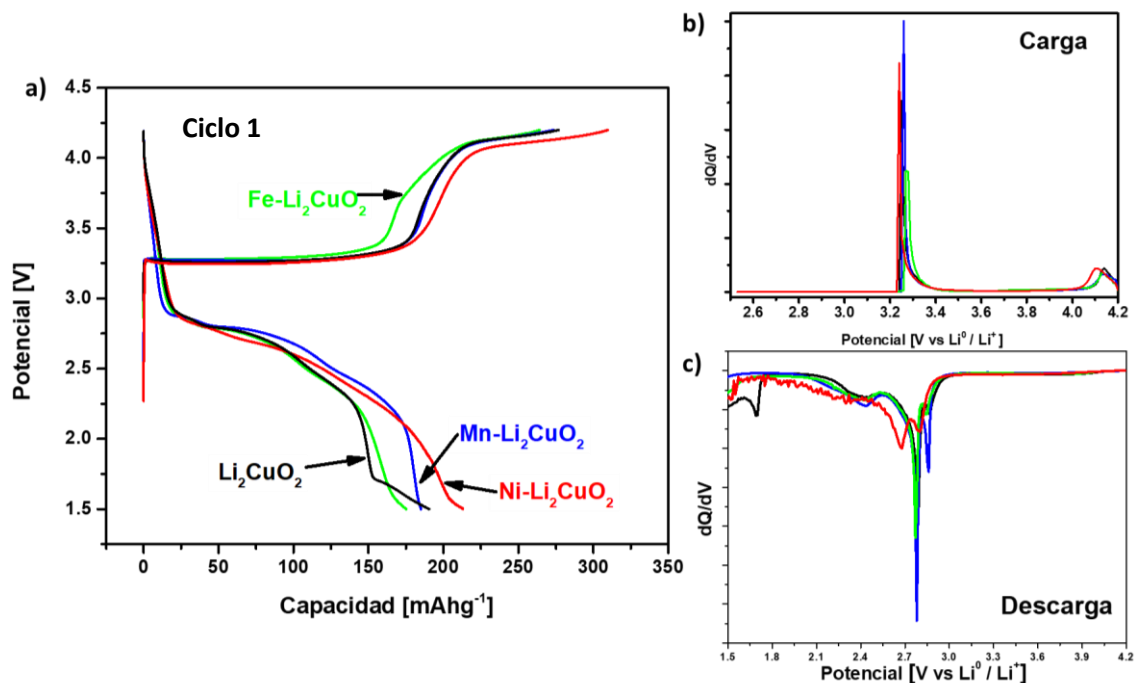 a)
Ciclo 1
Potencial [V]
4.5
4.0
3.5
3.0
2.5
2.0
1.5
Fe-Li₂CuO₂
Li₂CuO₂
Mn-Li₂CuO₂
Ni-Li₂CuO₂
0 50 100 150 200 250 300 350
Capacidad [mAhg⁻¹]
b)
Carga
dQ/dV
2.6 2.8 3.0 3.2 3.4 3.6 3.8 4.0 4.2
Potencial [V vs Li⁰ / Li⁺]
c)
dQ/dV
Descarga
1.5 1.8 2.1 2.4 2.7 3.0 3.3 3.6 3.9 4.2
Potencial [V vs Li⁰ / Li⁺]